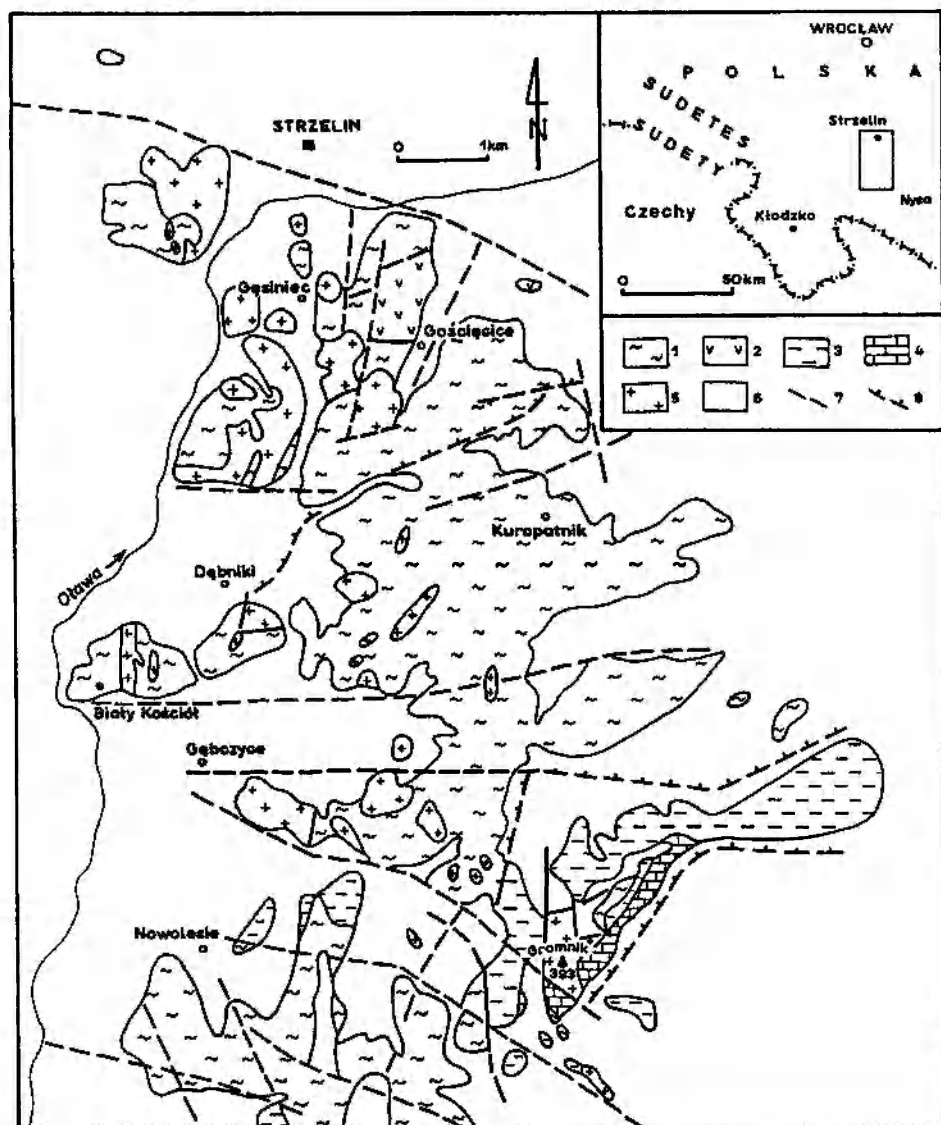 STRZELIN
0 1km
N
Gęsiniec
Gościęcice
Kuropatnik
Oława
Dębniki
Biały Kościół
Gębczyce
Nowolesie
Gromnik
393
WROCŁAW
P O L S K A
SUDETES
SUDETY
Strzelin
Nysa
Czechy
Kłodzko
0 50km
1 2 3 4
5 6 7 8